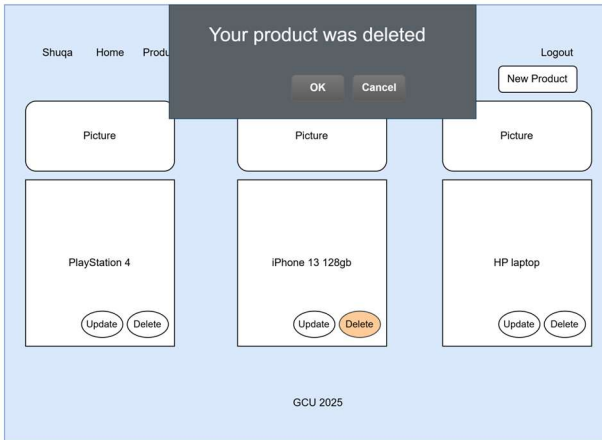 Your product was deleted
OK Cancel
Shuqa Home Produ Logout
New Product
Picture Picture Picture
PlayStation 4 iPhone 13 128gb HP laptop
Update Delete Update Delete Update Delete
GCU 2025